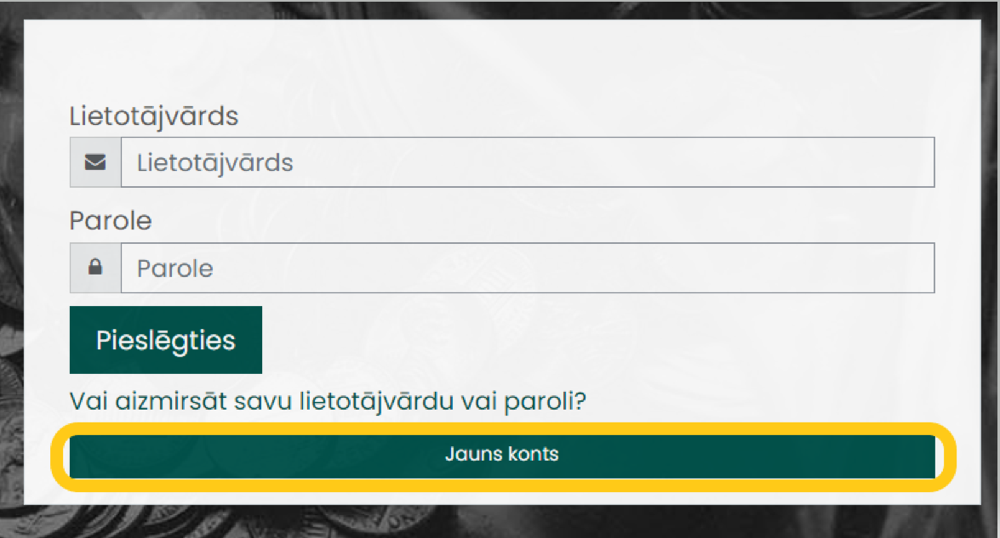 Lietotājvārds
Lietotājvārds
Parole
Parole
Pieslēgties
Vai aizmirsāt savu lietotājvārdu vai paroli?
Jauns konts